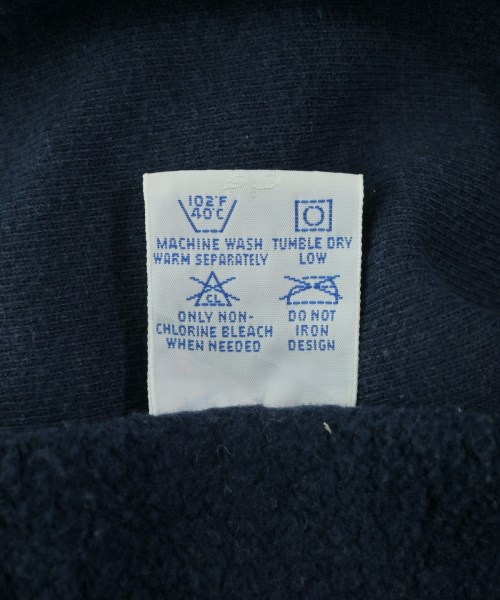 102°F
40°C
MACHINE WASH
WARM SEPARATELY
TUMBLE DRY
LOW
CL
ONLY NON-
CHLORINE BLEACH
WHEN NEEDED
DO NOT
IRON
DESIGN